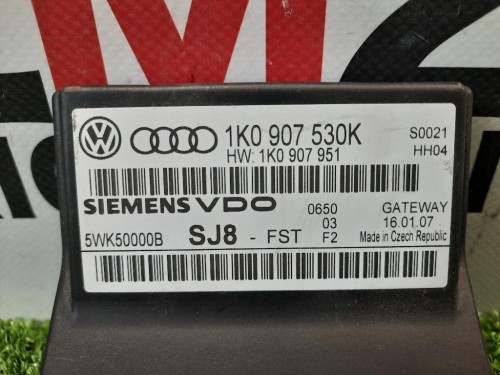 1K0 907 530K S0021
HW: 1K0 907 951 HH04
SIEMENS VDO 0650 GATEWAY
03 16.01.07
5WK50000B SJ8 - FST F2 Made in Czech Republic